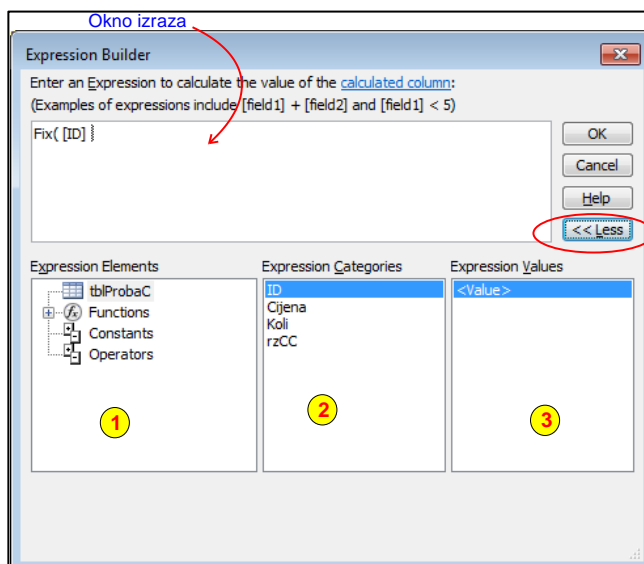 Okno izraza
Expression Builder
Enter an Expression to calculate the value of the calculated column:
(Examples of expressions include [field1] + [field2] and [field1] < 5)
Fix( [ID]
OK
Cancel
Help
<< Less
Expression Elements
tblProbaC
Functions
Constants
Operators
1
Expression Categories
ID
Cijena
Koli
rzCC
2
Expression Values
<Value>
3